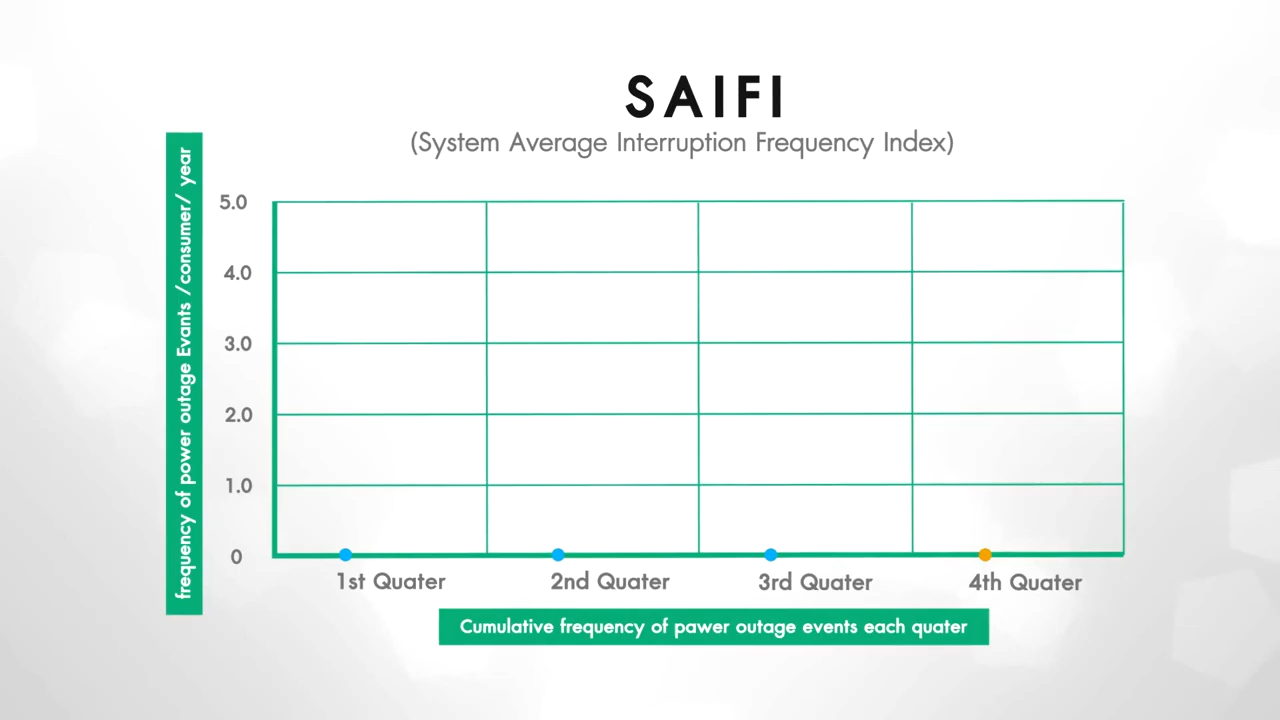 SAIFI
(System Average Interruption Frequency Index)
frequency of power outage Evants /consumer/ year
5.0
4.0
3.0
2.0
1.0
0
1st Quater
2nd Quater
3rd Quater
4th Quater
Cumulative frequency of pawer outage events each quater